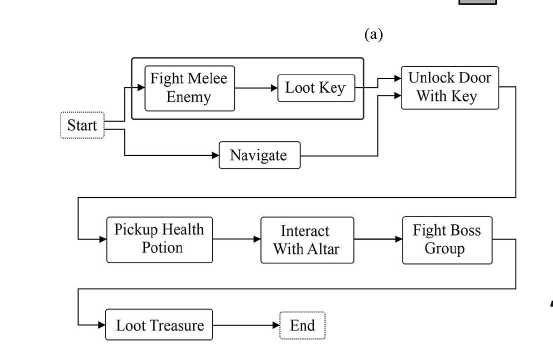 (a)
Fight Melee
Enemy
Loot Key
Unlock Door
With Key
Start
Navigate
Pickup Health
Potion
Interact
With Altar
Fight Boss
Group
Loot Treasure
End